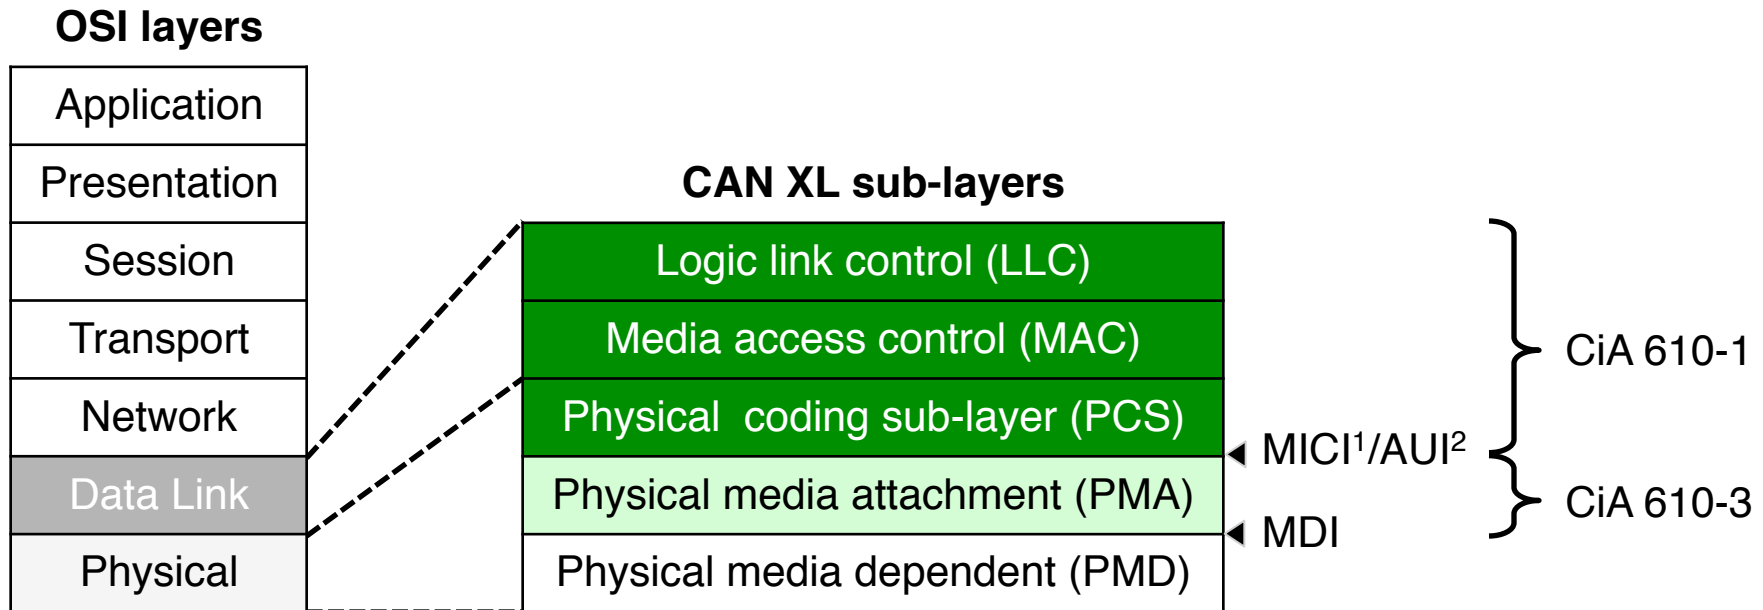 OSI layers
Application
Presentation
Session
Transport
Network
Data Link
Physical
CAN XL sub-layers
Logic link control (LLC)
Media access control (MAC)
Physical coding sub-layer (PCS)
Physical media attachment (PMA)
Physical media dependent (PMD)
MICI¹/AUI²
MDI
CiA 610-1
CiA 610-3